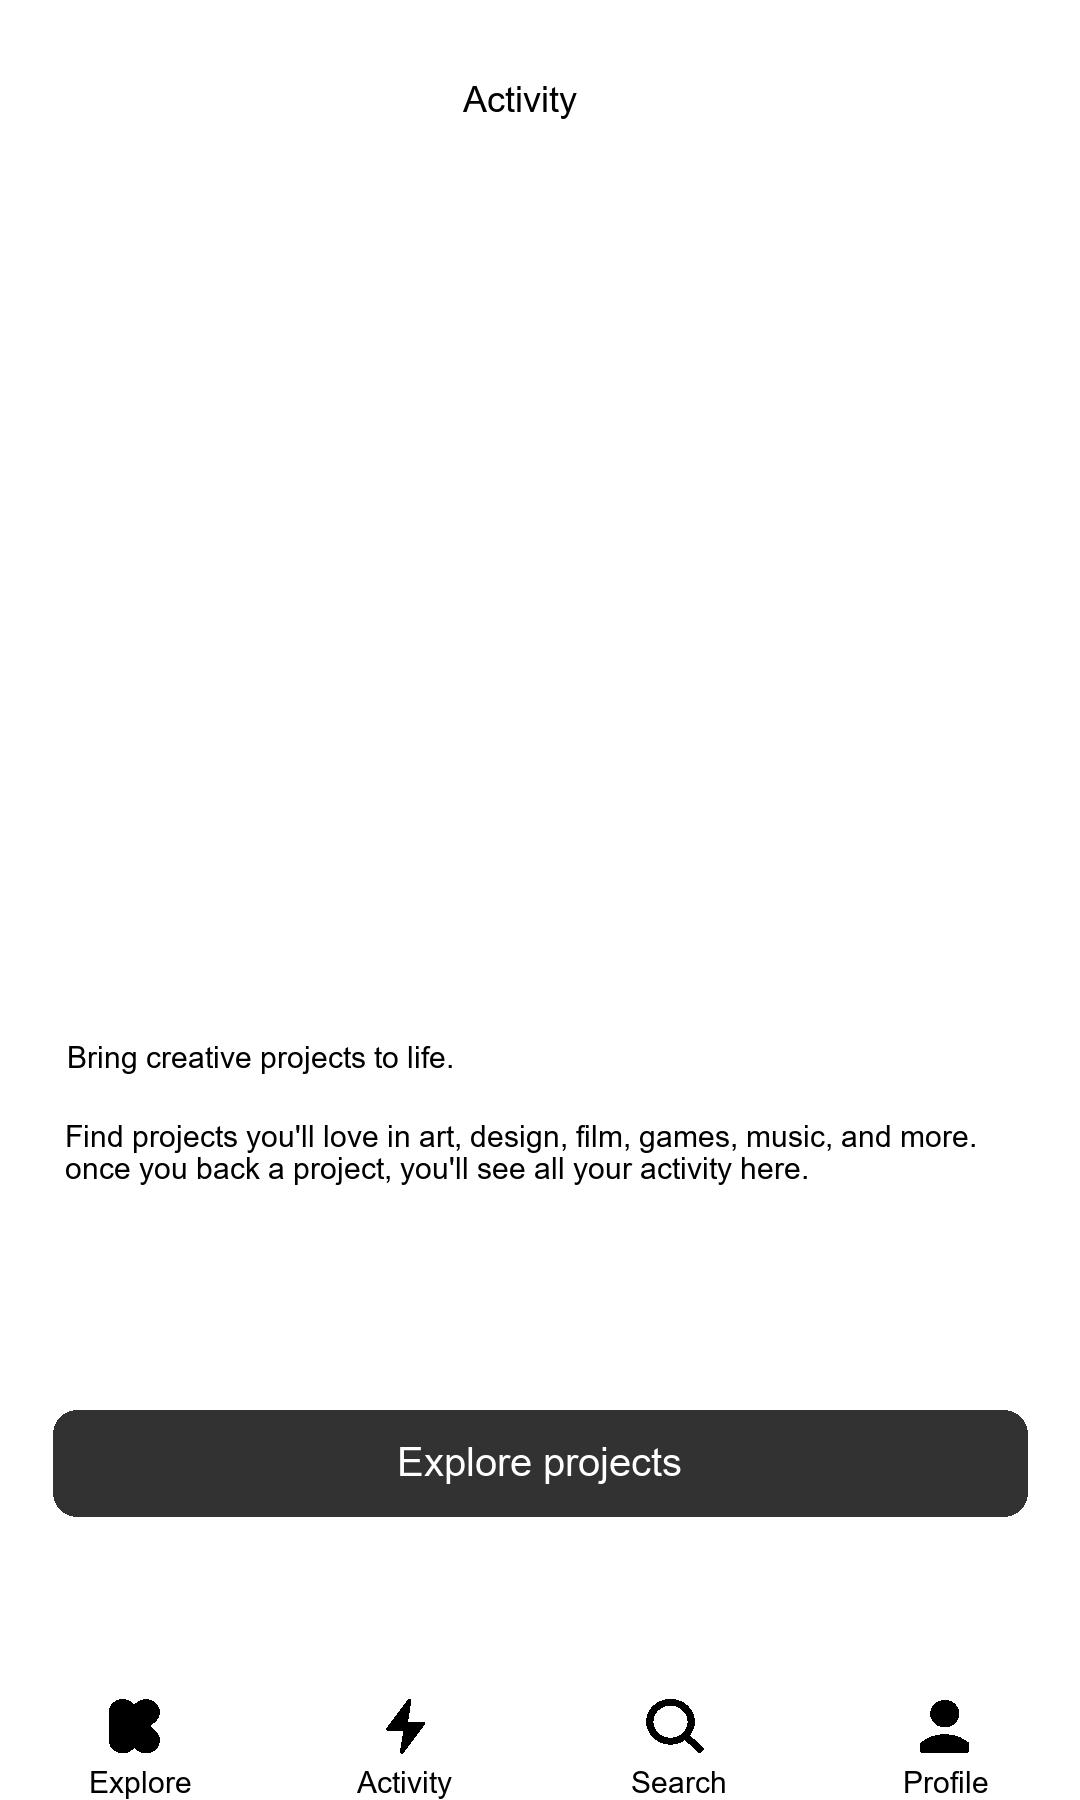 Activity
Bring creative projects to life.
Find projects you'll love in art, design, film, games, music, and more.
once you back a project, you'll see all your activity here.
Explore projects
Explore
Activity
Search
Profile